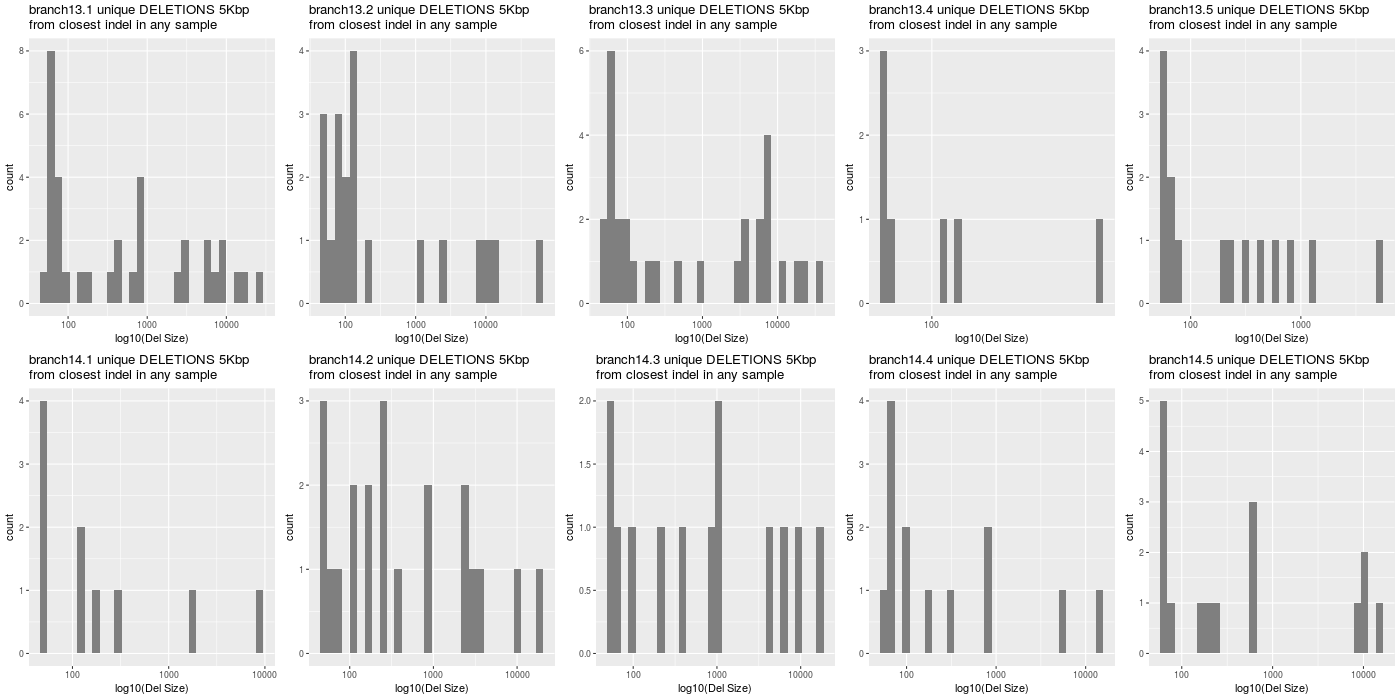 branch13.1 unique DELETIONS 5Kbp
from closest indel in any sample
8
6
4
2
0
count
100
1000
10000
log10(Del Size)
branch13.2 unique DELETIONS 5Kbp
from closest indel in any sample
4
3
2
1
0
count
100
1000
10000
log10(Del Size)
branch13.3 unique DELETIONS 5Kbp
from closest indel in any sample
6
4
2
0
count
100
1000
10000
log10(Del Size)
branch13.4 unique DELETIONS 5Kbp
from closest indel in any sample
3
2
1
0
count
100
log10(Del Size)
branch13.5 unique DELETIONS 5Kbp
from closest indel in any sample
4
3
2
1
0
count
100
1000
log10(Del Size)
branch14.1 unique DELETIONS 5Kbp
from closest indel in any sample
4
3
2
1
0
count
100
1000
10000
log10(Del Size)
branch14.2 unique DELETIONS 5Kbp
from closest indel in any sample
3
2
1
0
count
100
1000
10000
log10(Del Size)
branch14.3 unique DELETIONS 5Kbp
from closest indel in any sample
2.0
1.5
1.0
0.5
0.0
count
100
1000
10000
log10(Del Size)
branch14.4 unique DELETIONS 5Kbp
from closest indel in any sample
4
3
2
1
0
count
100
1000
10000
log10(Del Size)
branch14.5 unique DELETIONS 5Kbp
from closest indel in any sample
5
4
3
2
1
0
count
100
1000
10000
log10(Del Size)